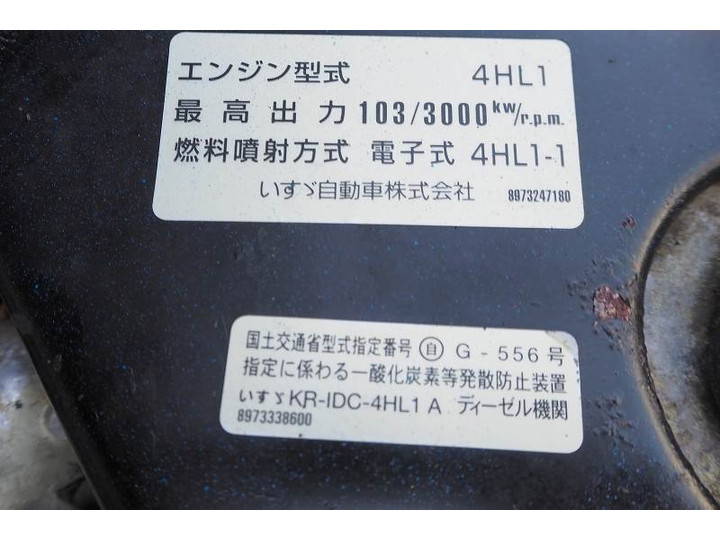 エンジン型式 4HL1
最高出力 103/3000kw/r.p.m.
燃料噴射方式 電子式 4HL1-1
いすゞ自動車株式会社 8973247180
国土交通省型式指定番号 自 G-556号
指定に係わる一酸化炭素等発散防止装置
いすゞKR-IDC-4HL1A ディーゼル機関
8973338600